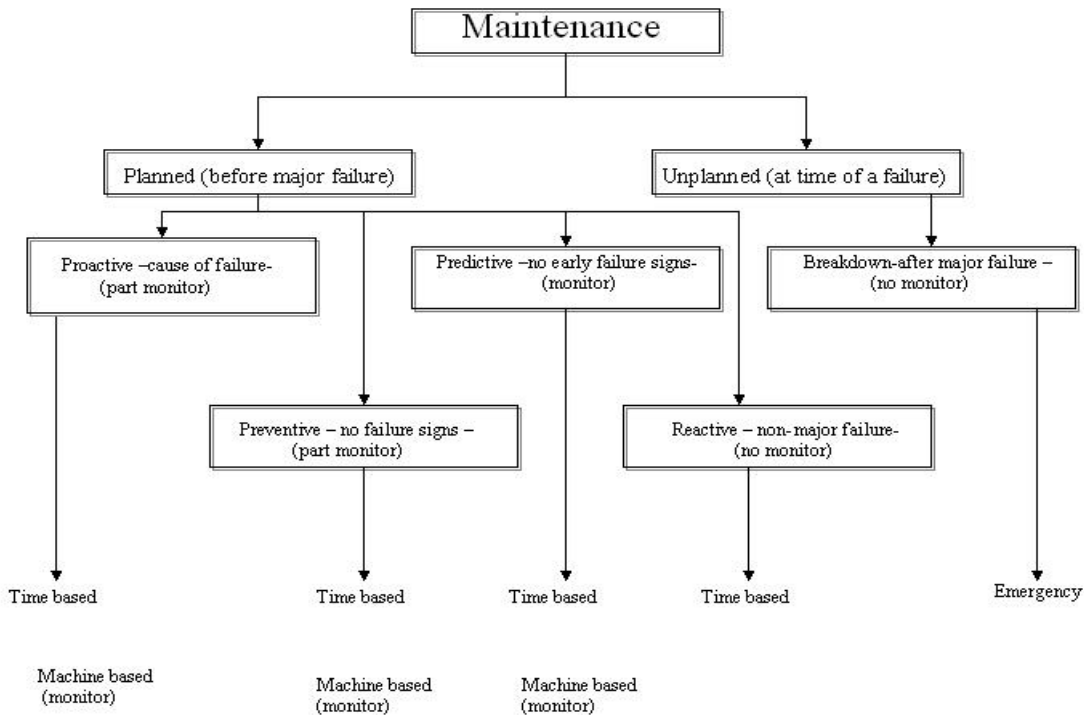 Maintenance
Planned (before major failure)
Unplanned (at time of a failure)
Proactive –cause of failure-
(part monitor)
Predictive –no early failure signs-
(monitor)
Breakdown-after major failure –
(no monitor)
Preventive – no failure signs –
(part monitor)
Reactive – non-major failure-
(no monitor)
Time based
Time based
Time based
Time based
Emergency
Machine based
(monitor)
Machine based
(monitor)
Machine based
(monitor)